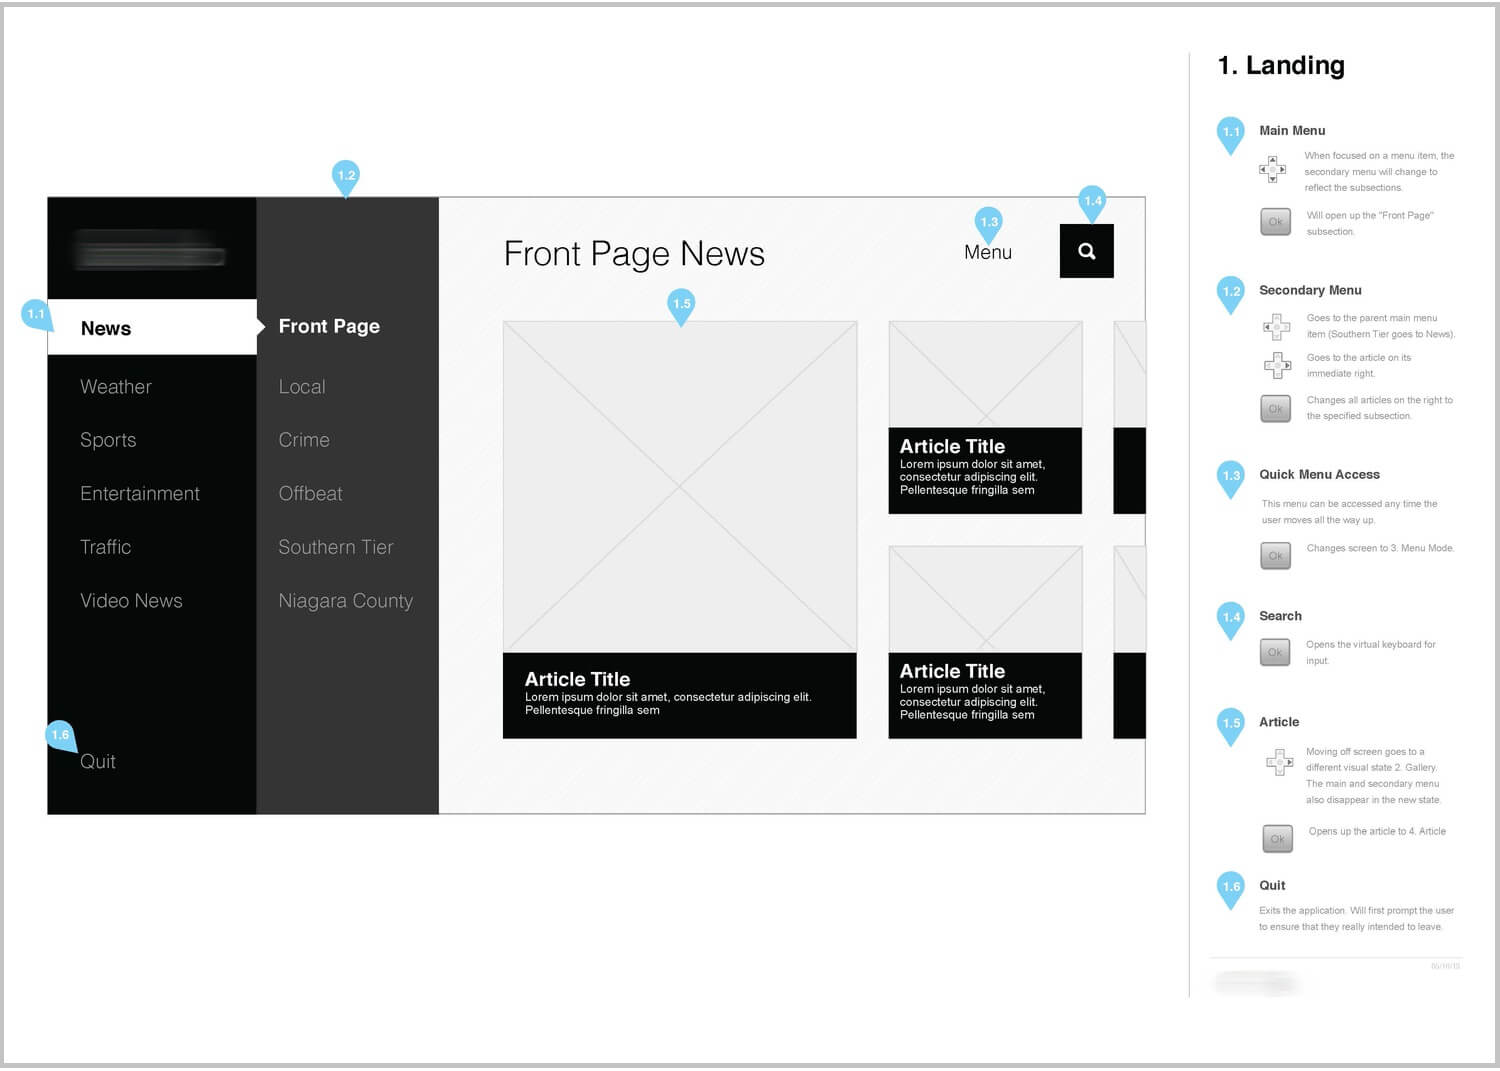 1.2
1.4
1.3
Front Page News
Menu
1.5
1.1
News
Front Page
Weather
Local
Sports
Crime
Entertainment
Offbeat
Traffic
Southern Tier
Video News
Niagara County
1.6
Quit
Article Title
Lorem ipsum dolor sit amet, consectetur adipiscing elit.
Pellentesque fringilla sem
Article Title
Lorem ipsum dolor sit amet,
consectetur adipiscing elit.
Pellentesque fringilla sem
Article Title
Lorem ipsum dolor sit amet,
consectetur adipiscing elit.
Pellentesque fringilla sem
1. Landing
1.1 Main Menu
When focused on a menu item, the
secondary menu will change to
reflect the subsections.
Ok Will open up the "Front Page"
subsection.
1.2 Secondary Menu
Goes to the parent main menu
item (Southern Tier goes to News).
Goes to the article on its
immediate right.
Ok Changes all articles on the right to
the specified subsection.
1.3 Quick Menu Access
This menu can be accessed any time the
user moves all the way up.
Ok Changes screen to 3. Menu Mode.
1.4 Search
Ok Opens the virtual keyboard for
input.
1.5 Article
Moving off screen goes to a
different visual state 2. Gallery.
The main and secondary menu
also disappear in the new state.
Ok Opens up the article to 4. Article
1.6 Quit
Exits the application. Will first prompt the user
to ensure that they really intended to leave.